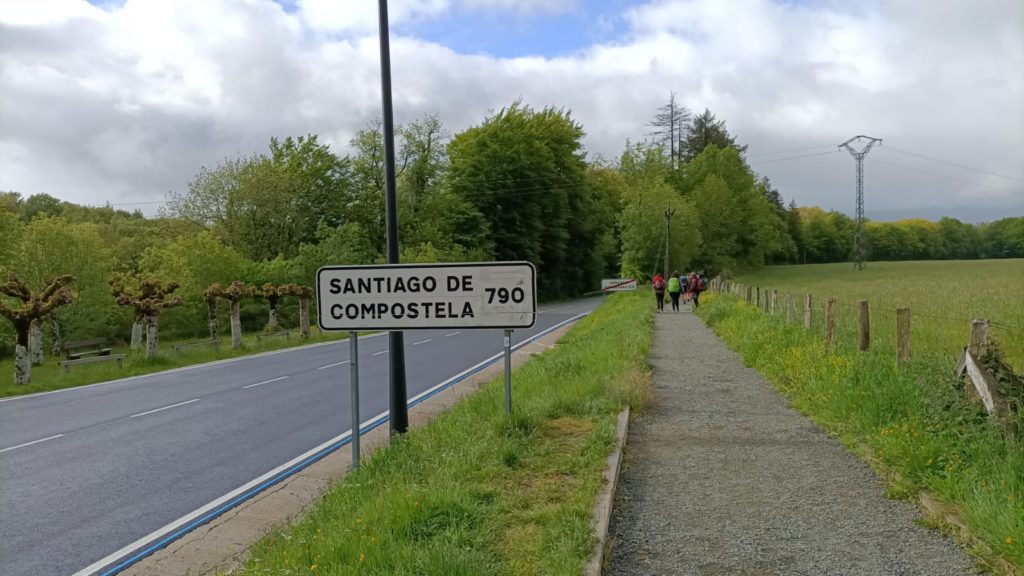 SANTIAGO DE
COMPOSTELA 790